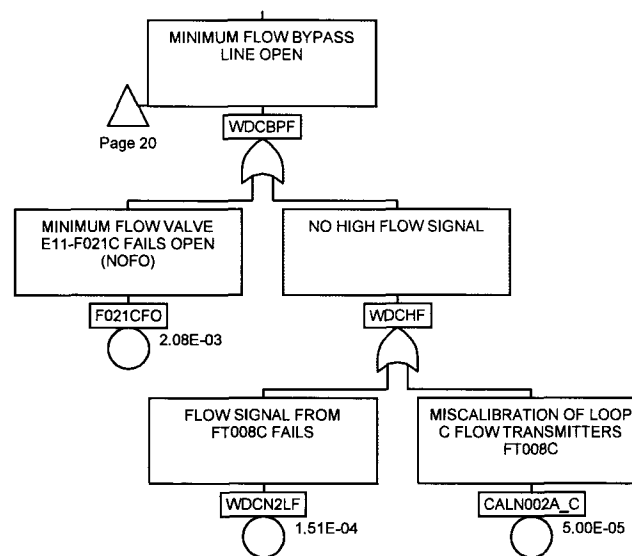 MINIMUM FLOW BYPASS
LINE OPEN
Page 20
WDCBPF
MINIMUM FLOW VALVE
E11-F021C FAILS OPEN
(NOFO)
NO HIGH FLOW SIGNAL
F021CFO
2.08E-03
WDCHF
FLOW SIGNAL FROM
FT008C FAILS
MISCALIBRATION OF LOOP
C FLOW TRANSMITTERS
FT008C
WDCN2LF
1.51E-04
CALN002A_C
5.00E-05